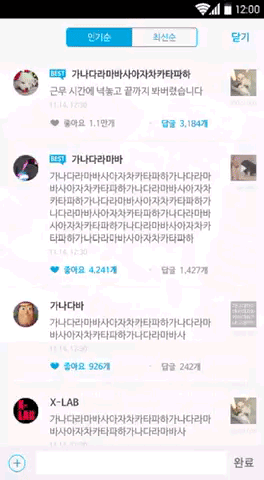 12:00
인기순
최신순
닫기
BEST 가나다라마바사아자차카타파하
근무 시간에 넋놓고 끝까지 봐버렸습니다
11.14. 12:30
좋아요 1.1만개
답글 3,184개
BEST 가나다라마바
가나다라마바사아자차카타파하가나다라마
바사아자차카타파하가나다라마바사아자차
카타파하가나다라마바사아자차카타파하가
나다라마바사아자차카타파하가나다라마바
사아자차카타파하가나다라마바사아자차카
타파하가나다라마바사아자차카타파하
11.14. 12:30
좋아요 4,241개
답글 1,427개
가나다바
가나다라마바사아자차카타파하가나다라마
바사아자차카타파하가나다라마바사
11.14. 12:30
좋아요 926개
답글 242개
X-LAB
X-LAB
가나다라마바사아자차카타파하가나다라마
바사아자차카타파하가나다라마바사
완료